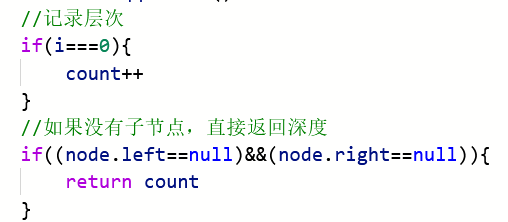 //记录层次
if(i===0){
    count++
}
//如果没有子节点，直接返回深度
if((node.left==null)&&(node.right==null)){
    return count
}